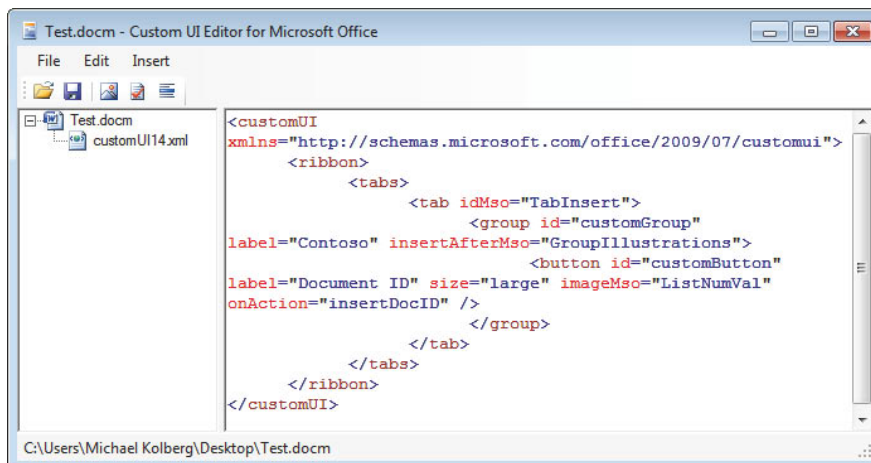 Test.docm - Custom UI Editor for Microsoft Office
File Edit Insert
Test.docm
customUI14.xml
<customUI
xmlns="http://schemas.microsoft.com/office/2009/07/customui">
<ribbon>
<tabs>
<tab idMso="TabInsert">
<group id="customGroup"
label="Contoso" insertAfterMso="GroupIllustrations">
<button id="customButton"
label="Document ID" size="large" imageMso="ListNumVal"
onAction="insertDocID" />
</group>
</tab>
</tabs>
</ribbon>
</customUI>
C:\Users\Michael Kolberg\Desktop\Test.docm